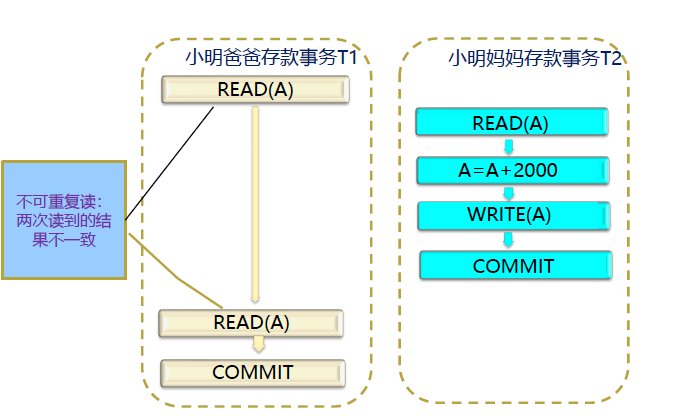 小明爸爸存款事务T1
READ(A)
READ(A)
COMMIT
不可重复读：
两次读到的结
果不一致
小明妈妈存款事务T2
READ(A)
A=A+2000
WRITE(A)
COMMIT